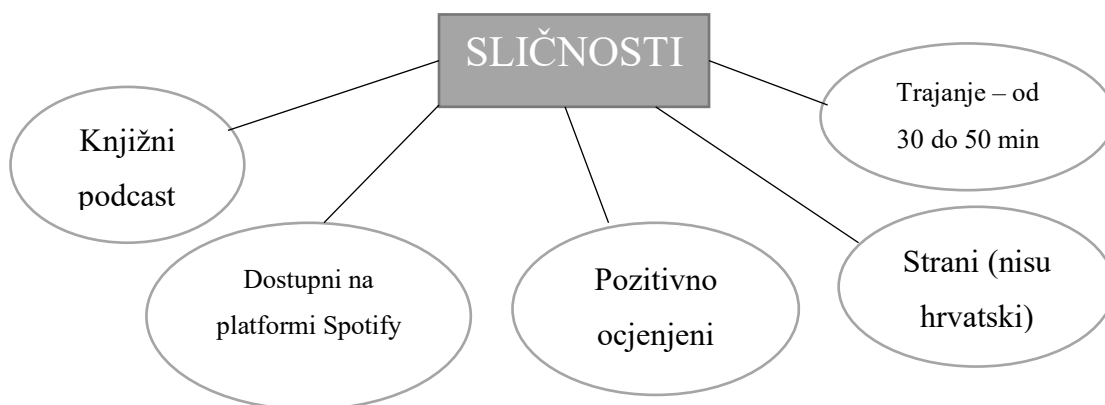 SLIČNOSTI
Knjižni
podcast
Dostupni na
platformi Spotify
Pozitivno
ocjenjeni
Strani (nisu
hrvatski)
Trajanje – od
30 do 50 min